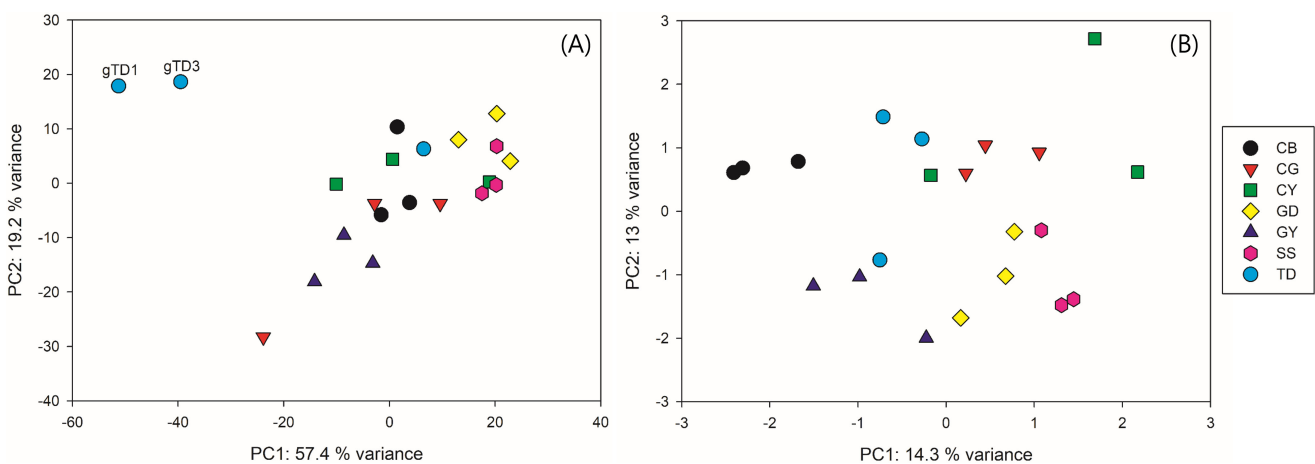 (A)
30
20
10
0
-10
-20
-30
-40
PC2: 19.2 % variance
gTD1
gTD3
-60
-40
-20
0
20
40
PC1: 57.4 % variance
(B)
3
2
1
0
-1
-2
-3
PC2: 13 % variance
-3
-2
-1
0
1
2
3
PC1: 14.3 % variance
CB
CG
CY
GD
GY
SS
TD